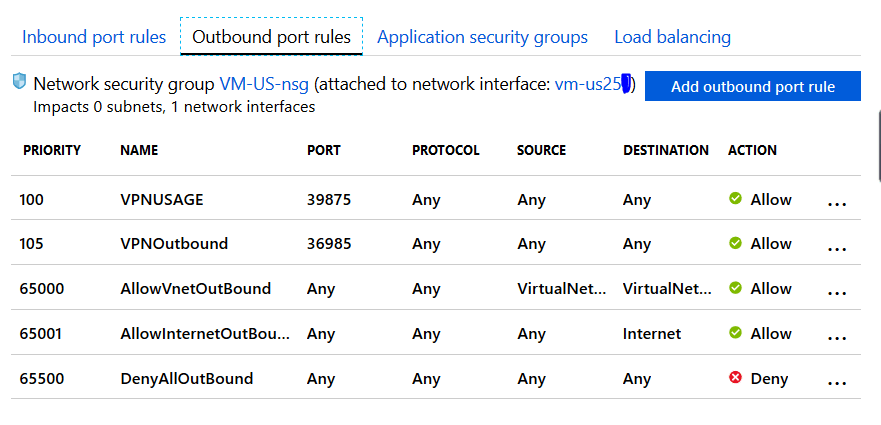 Inbound port rules Outbound port rules Application security groups Load balancing
Network security group VM-US-nsg (attached to network interface: vm-us25 )
Add outbound port rule
Impacts 0 subnets, 1 network interfaces
PRIORITY NAME PORT PROTOCOL SOURCE DESTINATION ACTION
100 VPNUSAGE 39875 Any Any Any Allow ...
105 VPNOutbound 36985 Any Any Any Allow ...
65000 AllowVnetOutBound Any Any VirtualNet... VirtualNet... Allow ...
65001 AllowInternetOutBou... Any Any Any Internet Allow ...
65500 DenyAllOutBound Any Any Any Any Deny ...